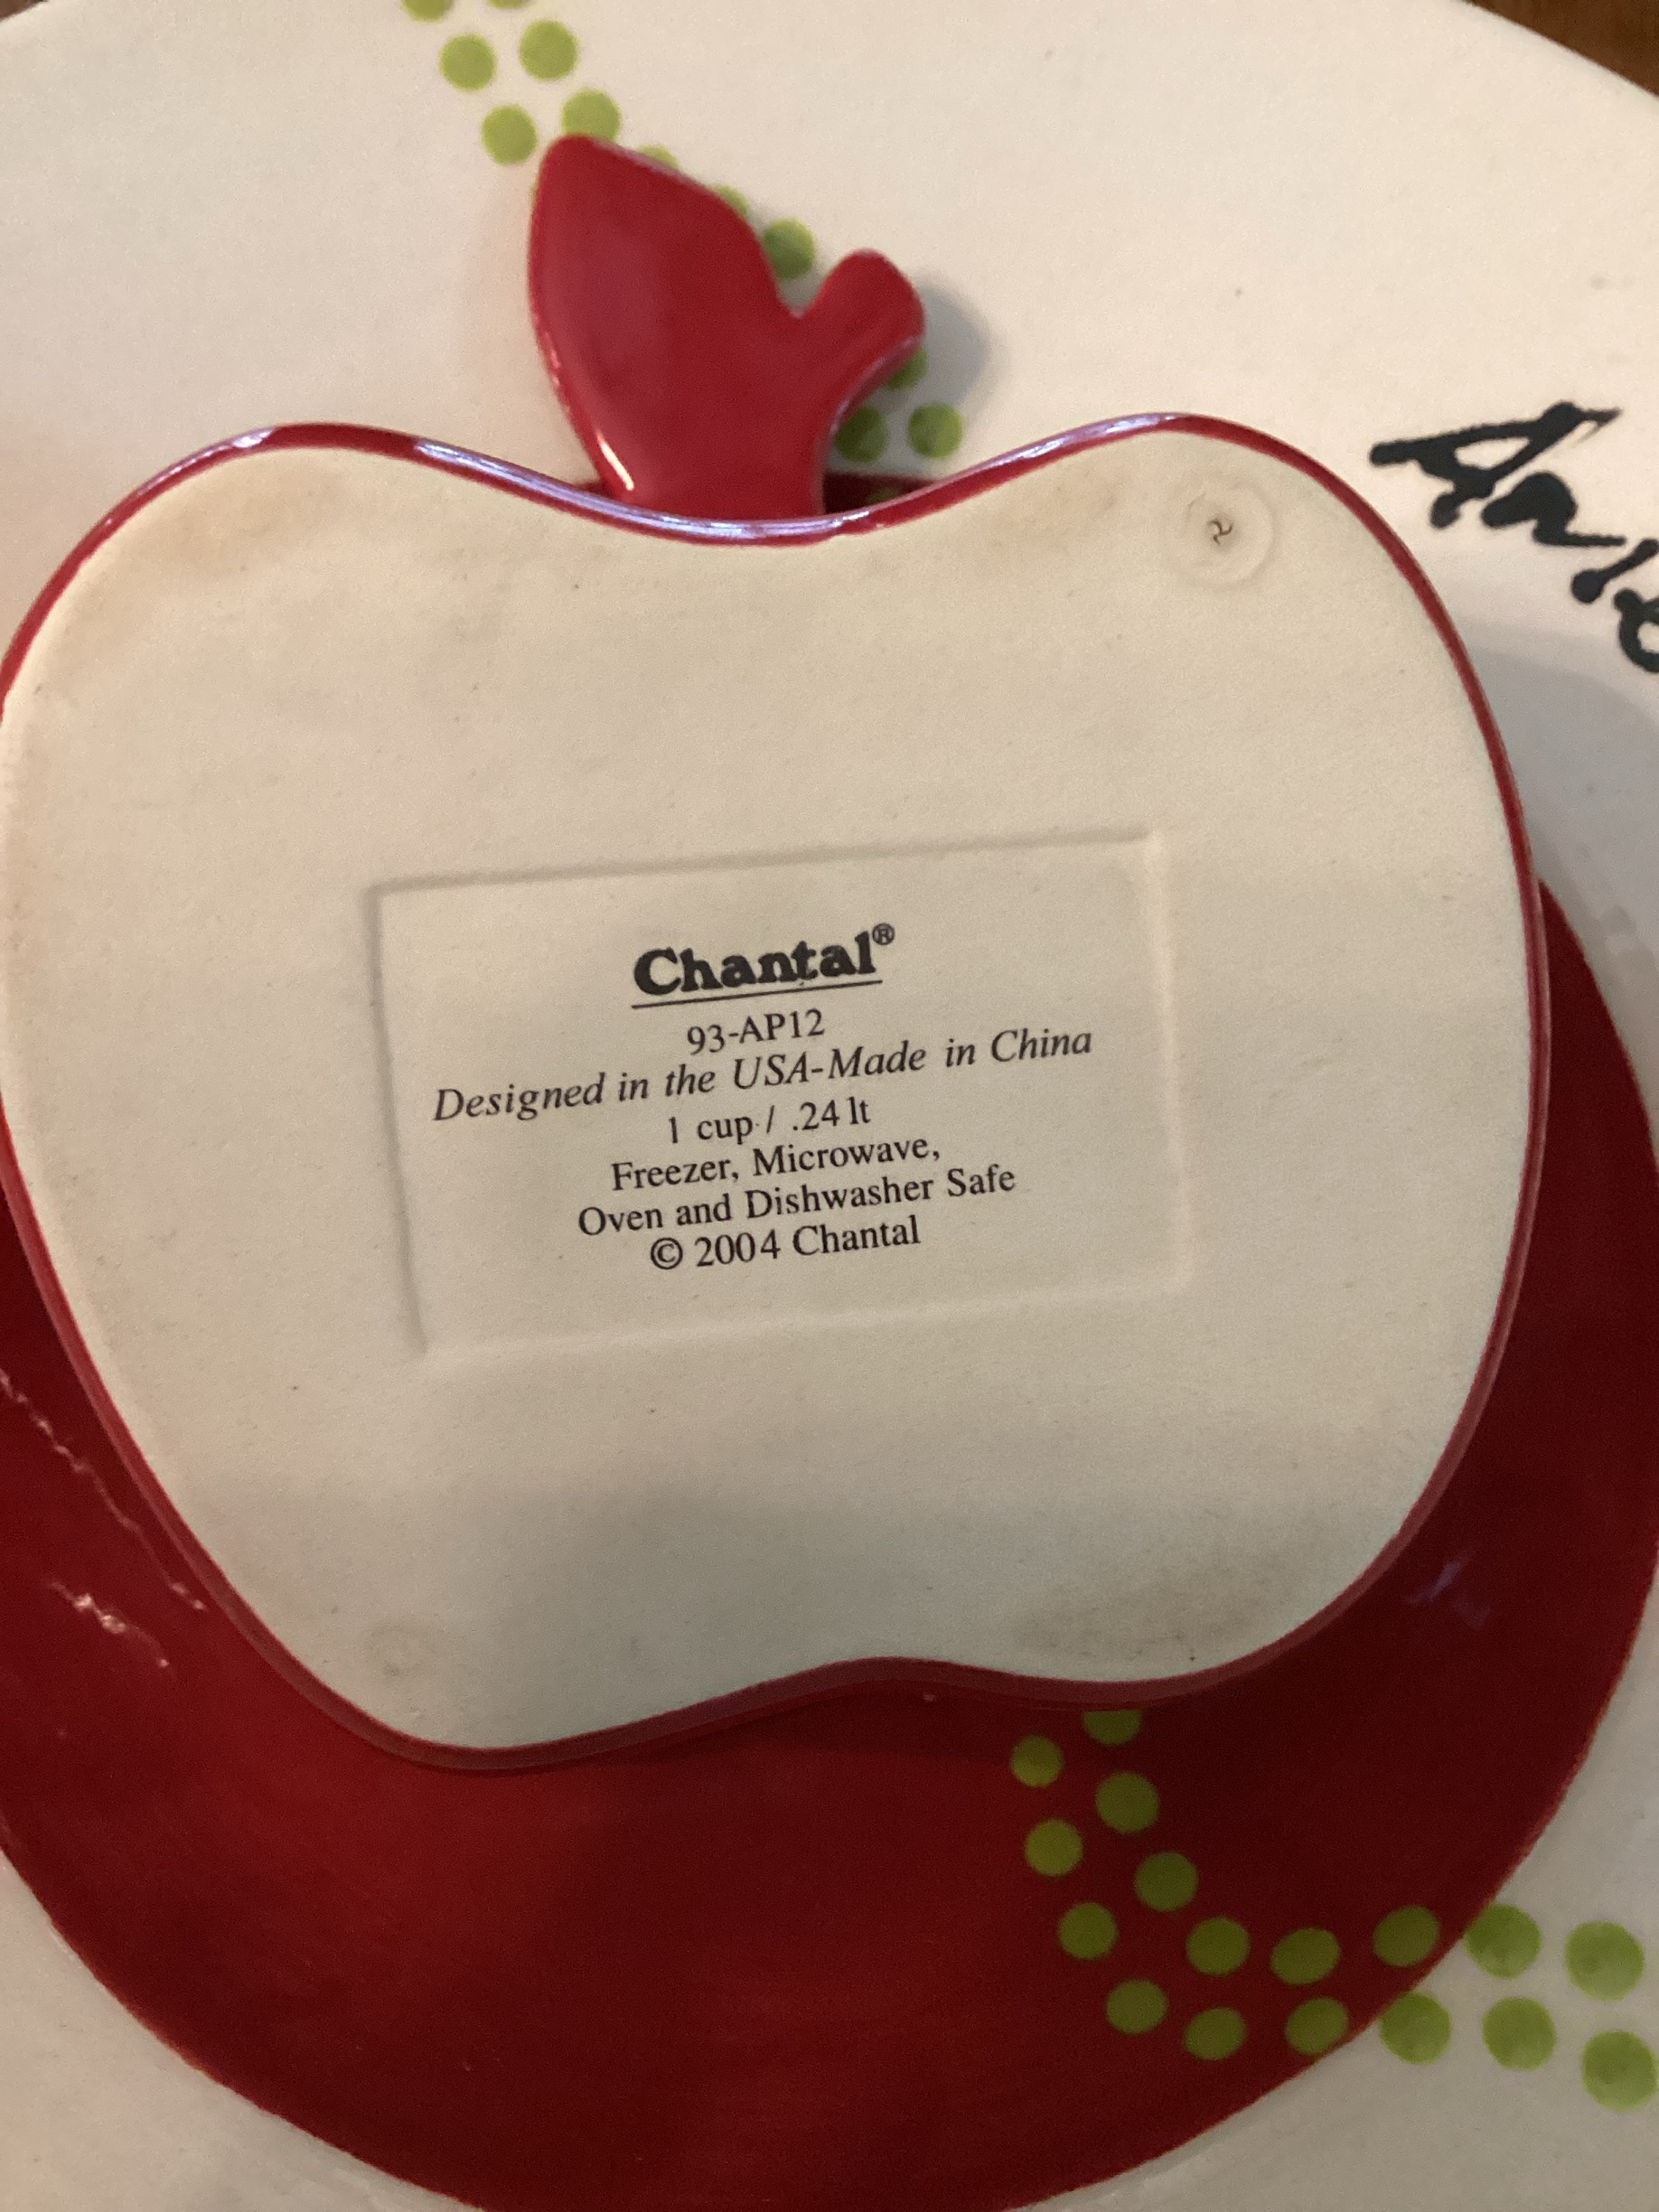 Chantal®
93-AP12
Designed in the USA-Made in China
1 cup / .24 lt
Freezer, Microwave,
Oven and Dishwasher Safe
© 2004 Chantal